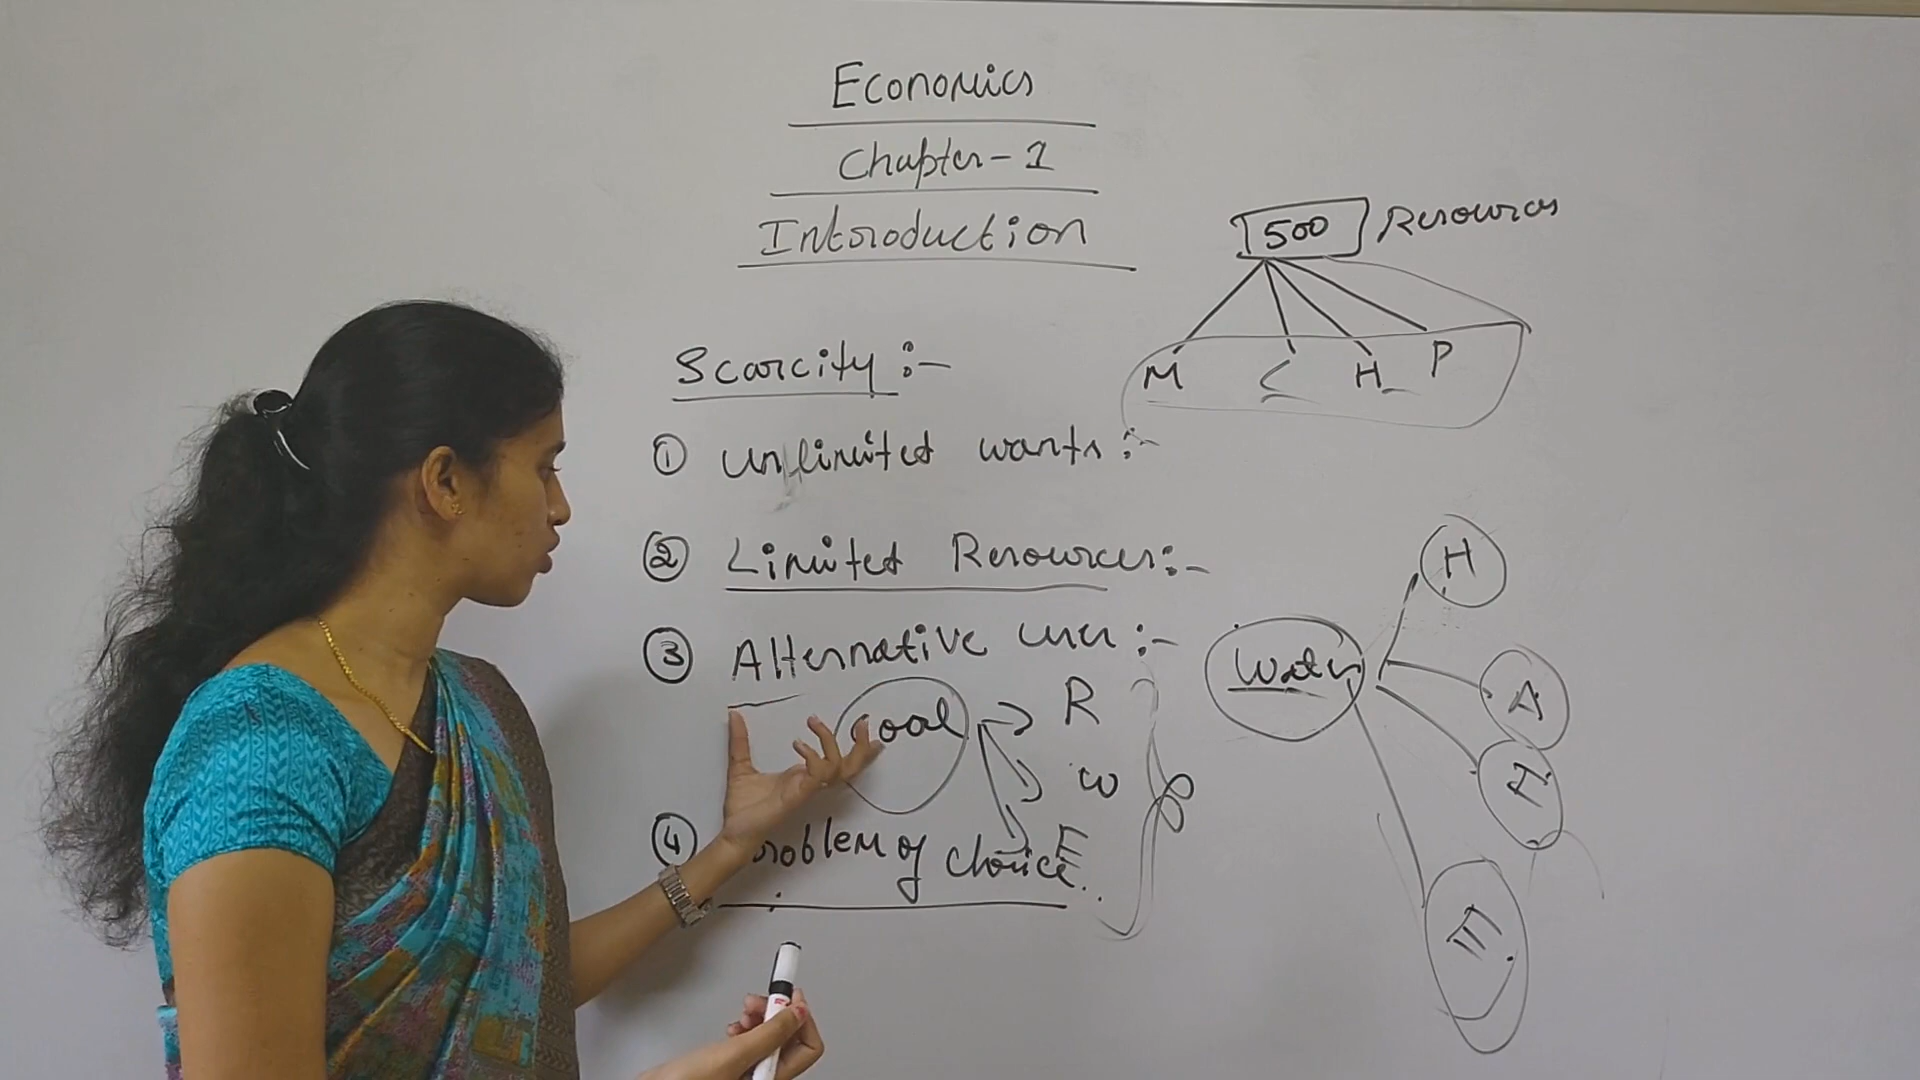 Economics
Chapter-1
Introduction
500 Resources
M C H P
Scarcity :-
① Unlimited wants :-
② Limited Resources :-
③ Alternative uses :-
Coal R
W
E
④ Problem of choice.
Water H
A
E